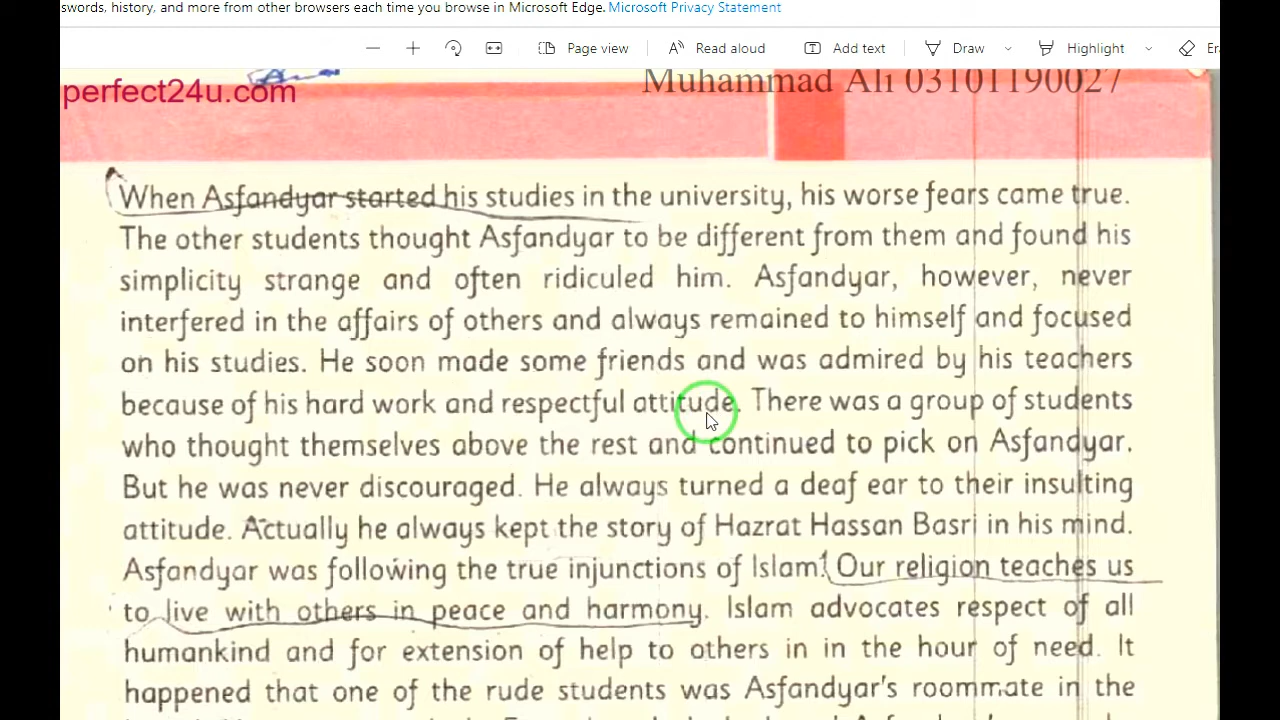 swords, history, and more from other browsers each time you browse in Microsoft Edge. Microsoft Privacy Statement
Page view Read aloud Add text Draw Highlight
perfect24u.com Muhammad Ali 03101190027
When Asfandyar started his studies in the university, his worse fears came true.
The other students thought Asfandyar to be different from them and found his
simplicity strange and often ridiculed him. Asfandyar, however, never
interfered in the affairs of others and always remained to himself and focused
on his studies. He soon made some friends and was admired by his teachers
because of his hard work and respectful attitude. There was a group of students
who thought themselves above the rest and continued to pick on Asfandyar.
But he was never discouraged. He always turned a deaf ear to their insulting
attitude. Actually he always kept the story of Hazrat Hassan Basri in his mind.
Asfandyar was following the true injunctions of Islam. Our religion teaches us
to live with others in peace and harmony. Islam advocates respect of all
humankind and for extension of help to others in in the hour of need. It
happened that one of the rude students was Asfandyar's roommate in the